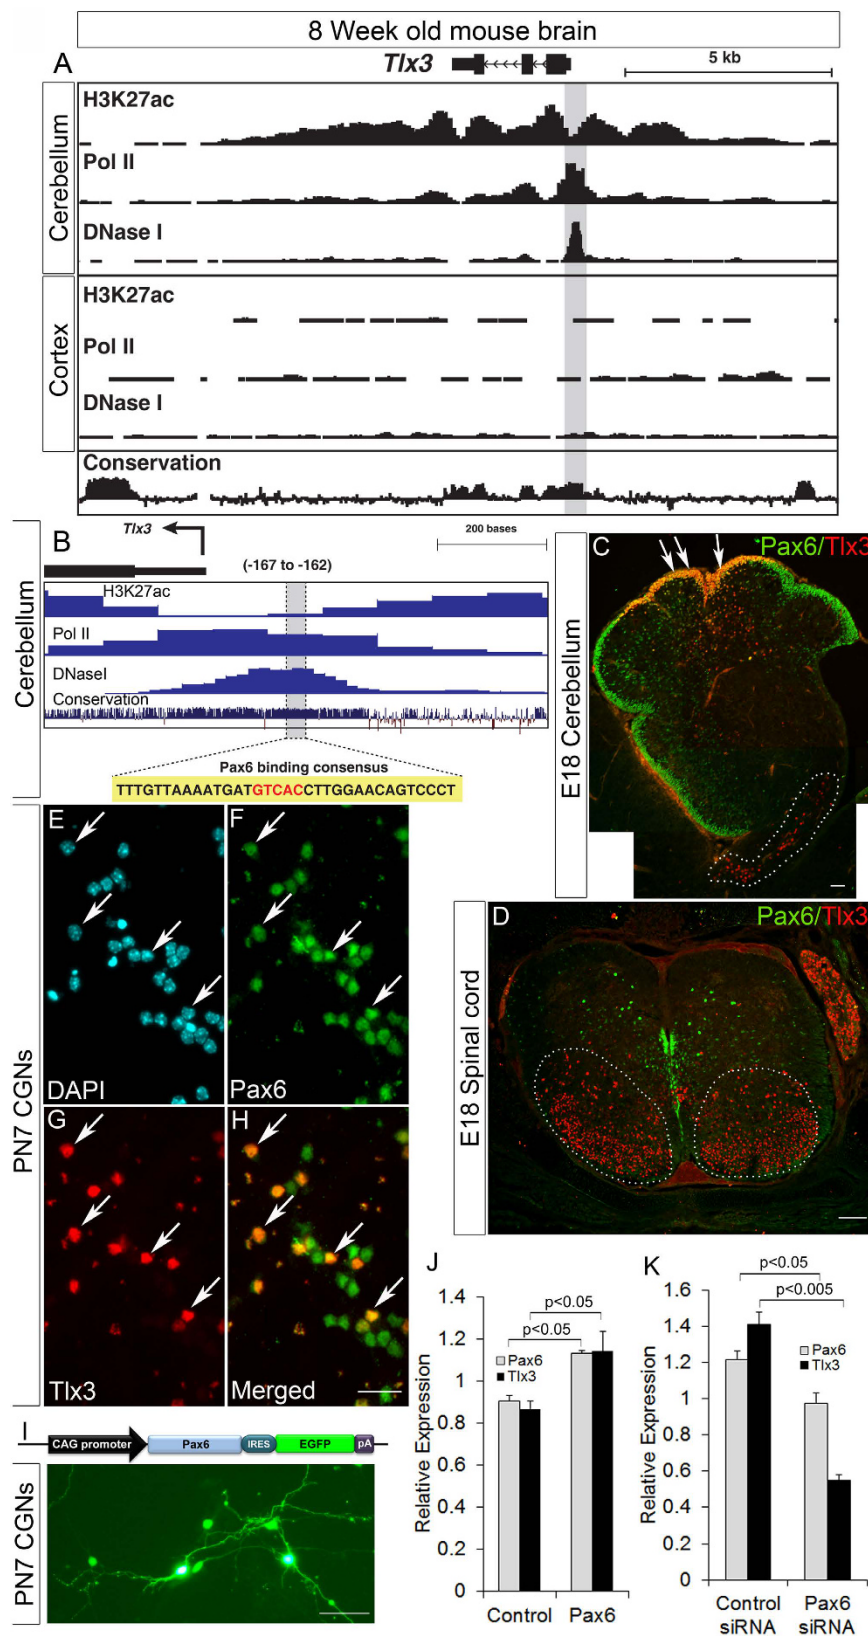 8 Week old mouse brain
A
Tlx3
5 kb
Cerebellum
H3K27ac
Pol II
DNase I
Cortex
H3K27ac
Pol II
DNase I
Conservation
Cerebellum
B
Tlx3
200 bases
(-167 to -162)
H3K27ac
Pol II
DNaseI
Conservation
Pax6 binding consensus
TTTGTTAAAATGATGTCACCTTGGAACAGTCCCT
E18 Cerebellum
C
Pax6/Tlx3
E18 Spinal cord
D
Pax6/Tlx3
PN7 CGNs
E
DAPI
F
Pax6
G
Tlx3
H
Merged
I
CAG promoter
Pax6
IRES
EGFP
pA
PN7 CGNs
J
Relative Expression
1.4
1.2
1
0.8
0.6
0.4
0.2
0
p<0.05
p<0.05
Pax6
Tlx3
Control
Pax6
K
Relative Expression
1.6
1.4
1.2
1
0.8
0.6
0.4
0.2
0
p<0.05
p<0.005
Pax6
Tlx3
Control
siRNA
Pax6
siRNA